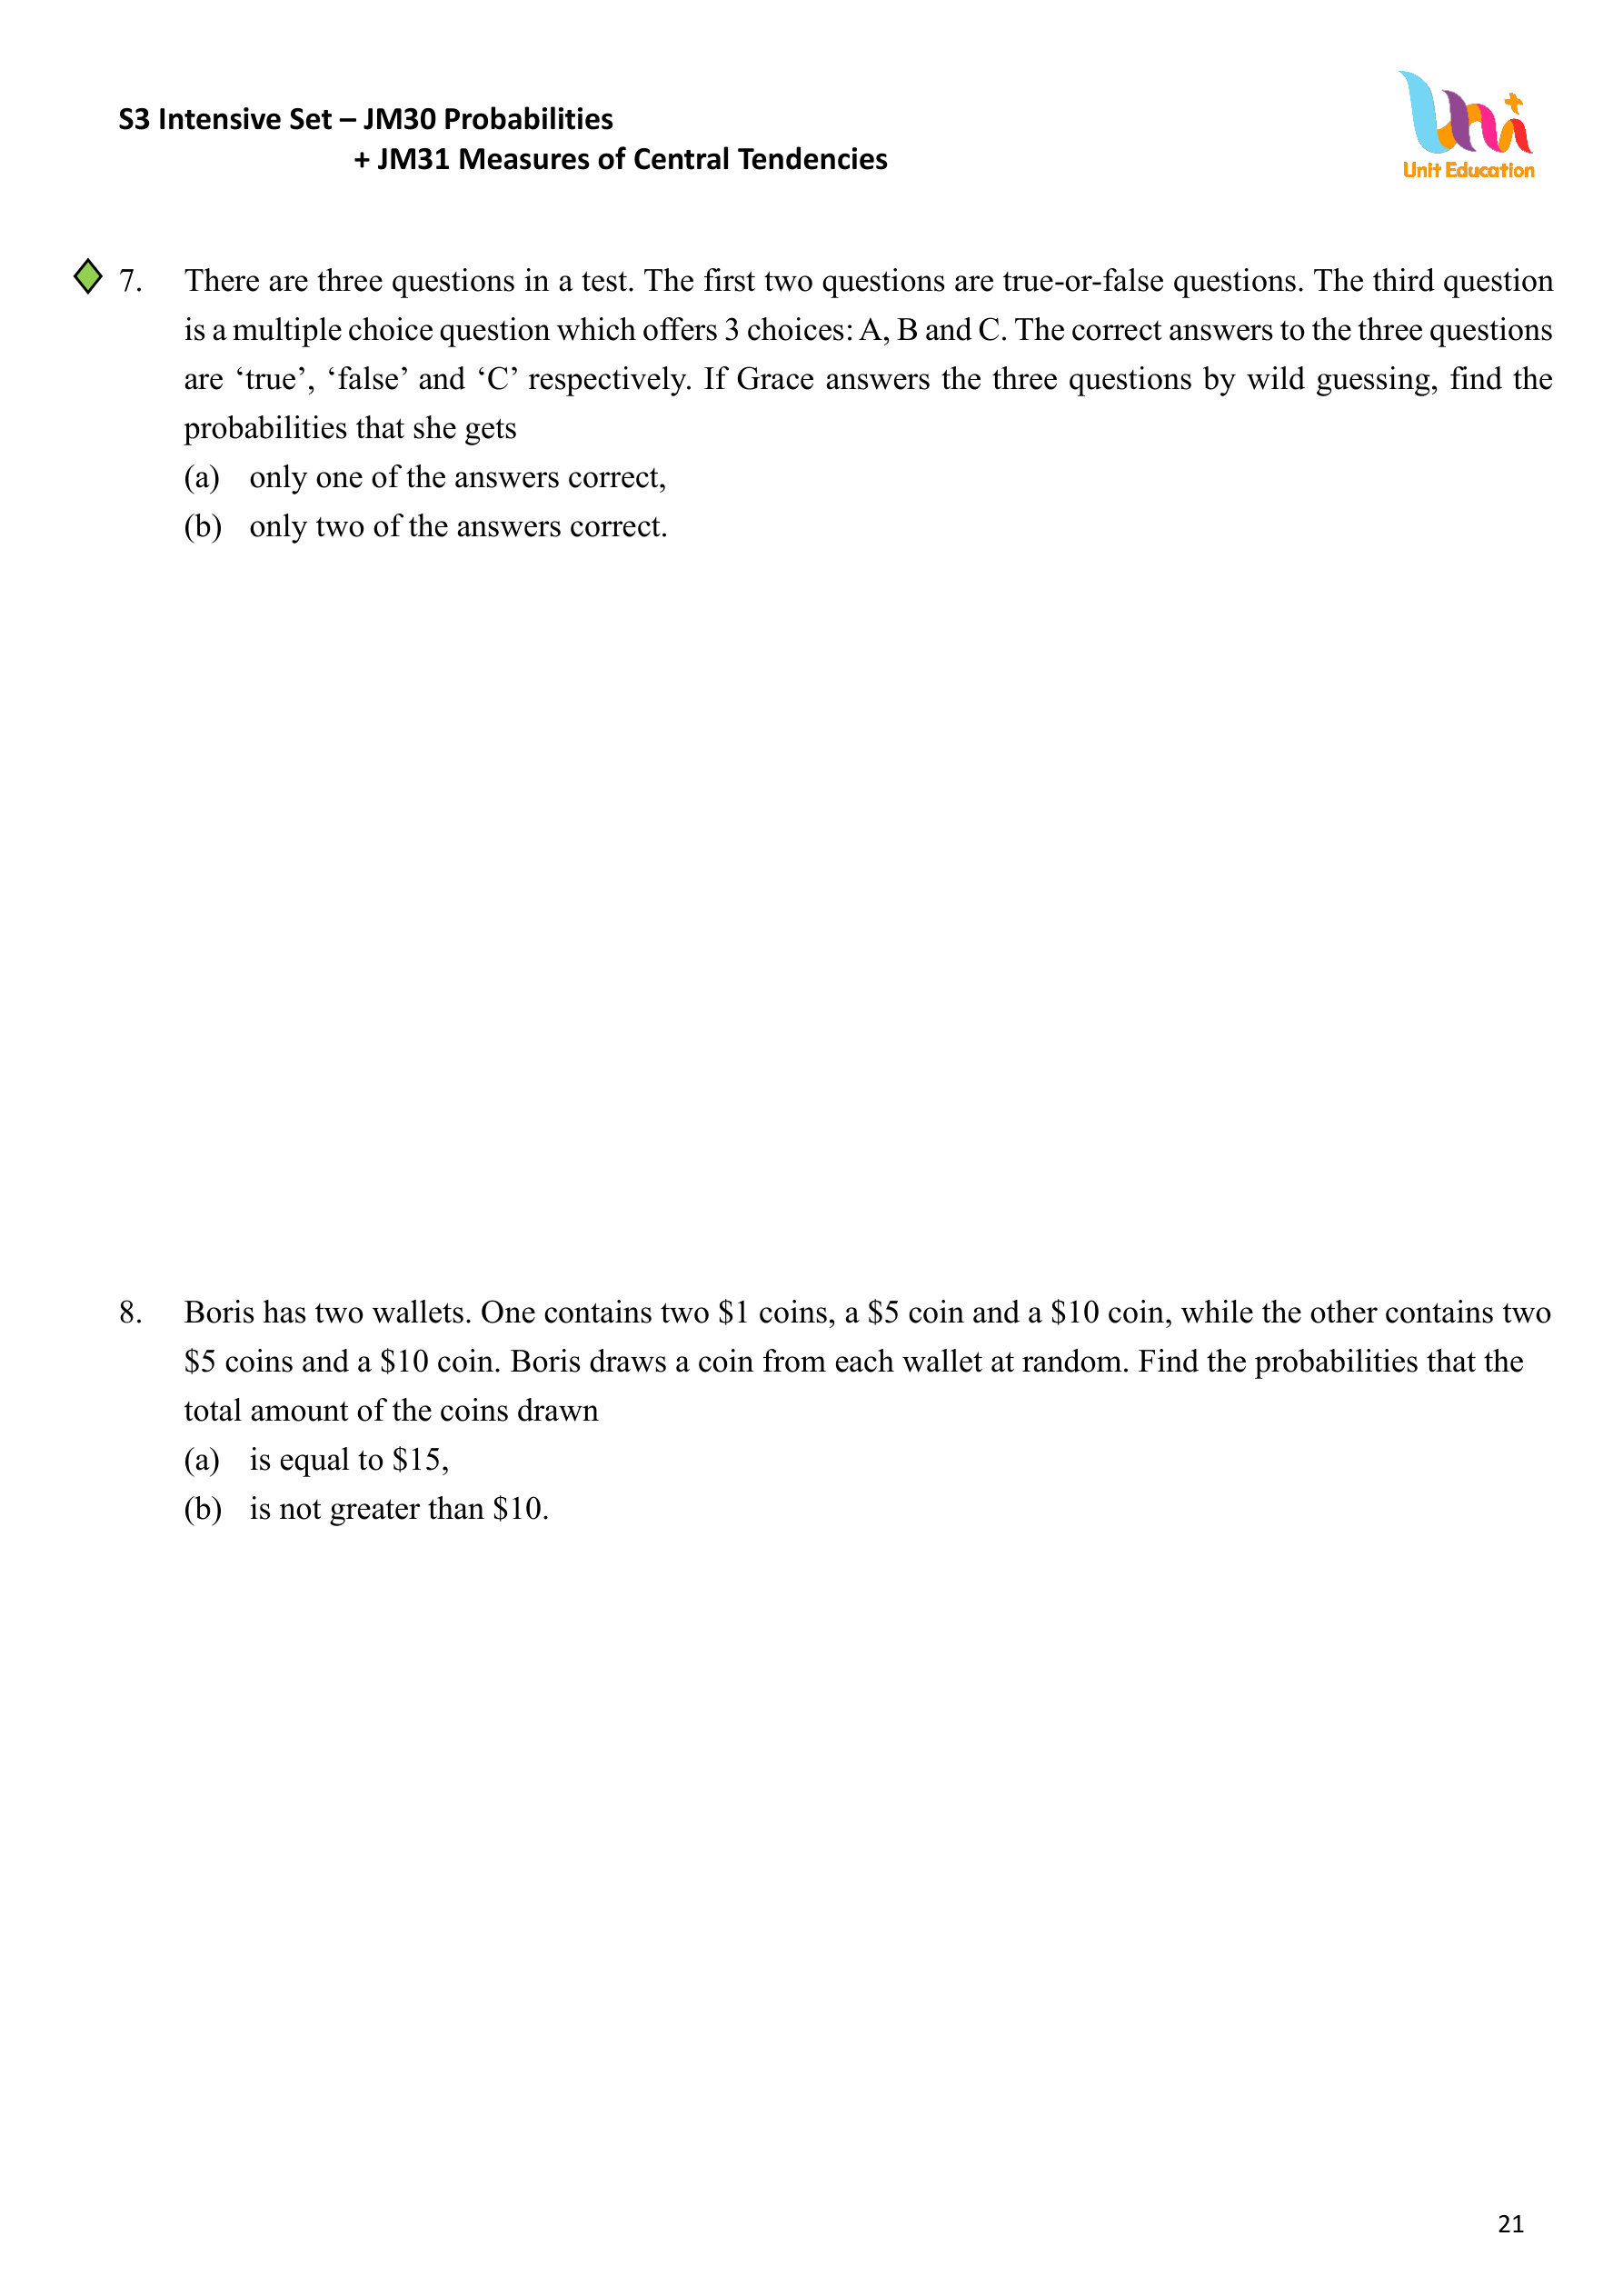 S3 Intensive Set – JM30 Probabilities
+ JM31 Measures of Central Tendencies
Unit Education
7. There are three questions in a test. The first two questions are true-or-false questions. The third question
is a multiple choice question which offers 3 choices: A, B and C. The correct answers to the three questions
are ‘true’, ‘false’ and ‘C’ respectively. If Grace answers the three questions by wild guessing, find the
probabilities that she gets
(a) only one of the answers correct,
(b) only two of the answers correct.
8. Boris has two wallets. One contains two $1 coins, a $5 coin and a $10 coin, while the other contains two
$5 coins and a $10 coin. Boris draws a coin from each wallet at random. Find the probabilities that the
total amount of the coins drawn
(a) is equal to $15,
(b) is not greater than $10.
21